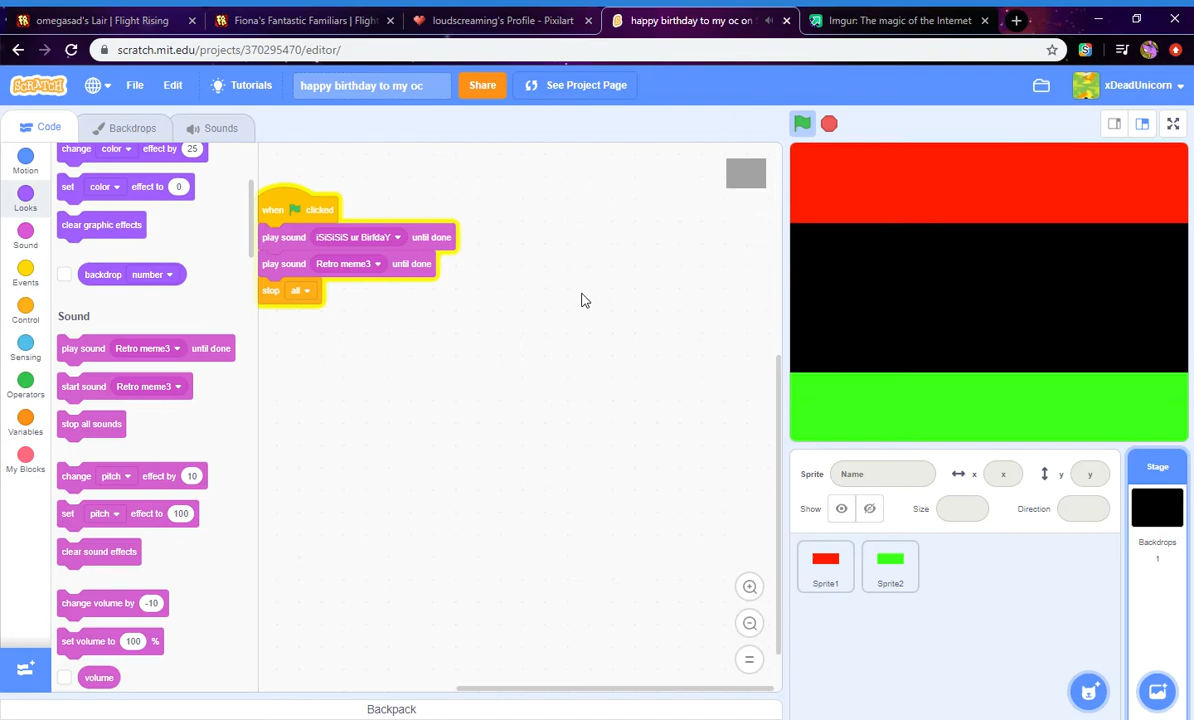 omegasad's Lair | Flight Rising
Fiona's Fantastic Familiars | Flight
loudscreaming's Profile - Pixilart
happy birthday to my oc on
Imgur: The magic of the Internet
scratch.mit.edu/projects/370295470/editor/
SCRATCH
File
Edit
Tutorials
happy birthday to my oc
Share
See Project Page
xDeadUnicorn
Code
Backdrops
Sounds
Motion
Looks
Sound
Events
Control
Sensing
Operators
Variables
My Blocks
change color effect by 25
set color effect to 0
clear graphic effects
backdrop number
Sound
play sound Retro meme3 until done
start sound Retro meme3
stop all sounds
change pitch effect by 10
set pitch effect to 100
clear sound effects
change volume by -10
set volume to 100 %
volume
when clicked
play sound iSiSiSiS ur BirfdaY until done
play sound Retro meme3 until done
stop all
Sprite
Name
x
x
y
y
Show
Size
Direction
Sprite1
Sprite2
Stage
Backdrops
1
Backpack